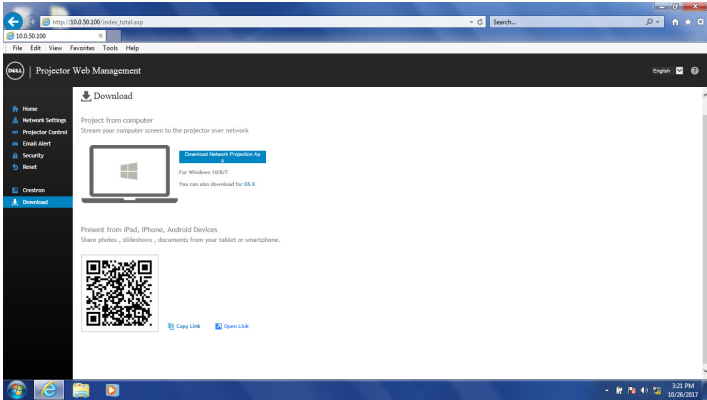 http://10.0.50.100/index_total.asp
Search...
10.0.50.100
File Edit View Favorites Tools Help
DELL Projector Web Management
English
Download
Home
Network Settings
Projector Control
Email Alert
Security
Reset
Crestron
Download
Project from computer
Stream your computer screen to the projector over network
Download Network Projection Ap
p
For Windows 10/8/7
You can also download for OS X
Present from iPad, iPhone, Android Devices
Share photos , slideshows , documents from your tablet or smartphone.
Copy Link
Open Link
3:21 PM
10/26/2017